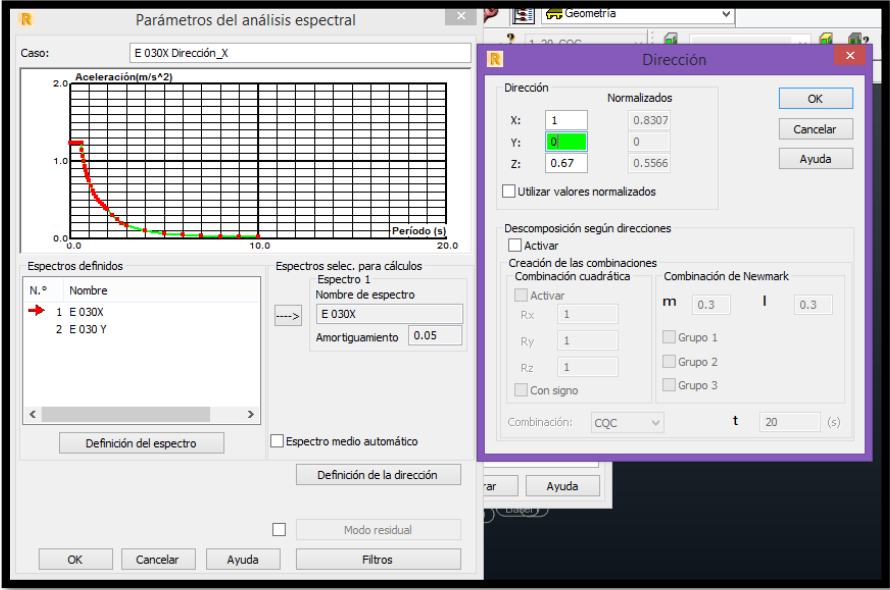 Parámetros del análisis espectral
Caso:
E 030X Dirección_X
Aceleración(m/s^2)
2.0
1.0
0.0
0.0
10.0
Período (s)
20.0
Espectros definidos
N.º Nombre
1 E 030X
2 E 030 Y
Definición del espectro
Espectros selec. para cálculos
Espectro 1
Nombre de espectro
---->
E 030X
Amortiguamiento 0.05
Espectro medio automático
Definición de la dirección
Modo residual
OK Cancelar Ayuda Filtros
Geometría
Dirección
Dirección
Normalizados
X: 1 0.8307
Y: 0 0
Z: 0.67 0.5566
Utilizar valores normalizados
OK
Cancelar
Ayuda
Descomposición según direcciones
Activar
Creación de las combinaciones
Combinación cuadrática
Activar
Rx 1
Ry 1
Rz 1
Con signo
Combinación de Newmark
m 0.3 l 0.3
Grupo 1
Grupo 2
Grupo 3
Combinación: CQC t 20 (s)
rar Ayuda